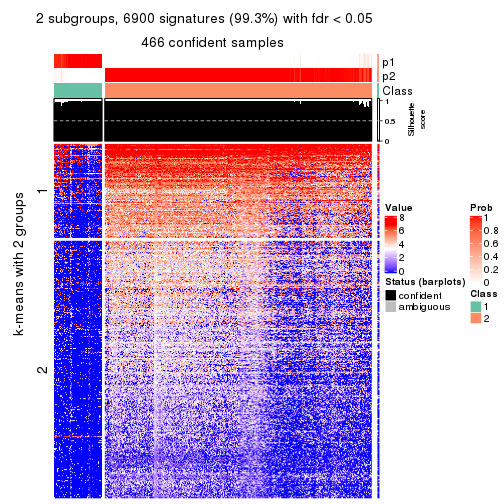 2 subgroups, 6900 signatures (99.3%) with fdr < 0.05
466 confident samples
p1
p2
Class
1
0.5
0
Silhouette
score
k-means with 2 groups
1
2
Value
8
6
4
2
0
Status (barplots)
confident
ambiguous
Prob
1
0.8
0.6
0.4
0.2
0
Class
1
2